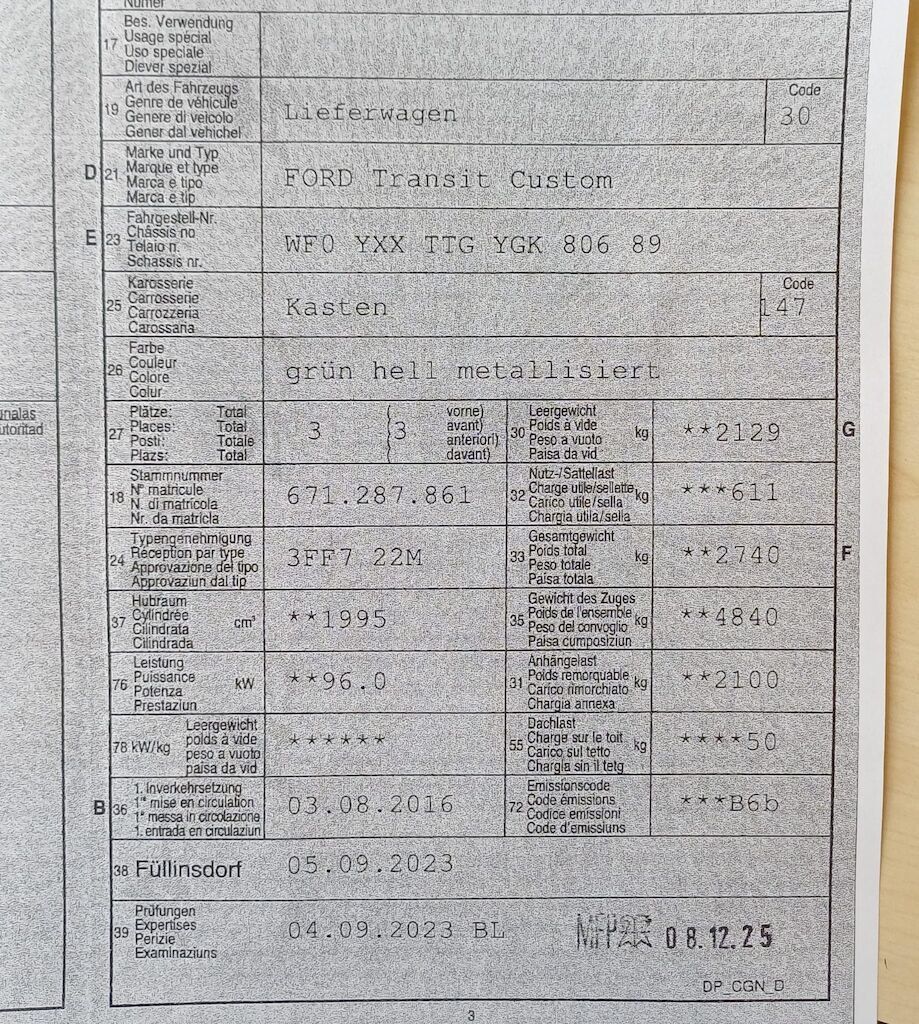 Numer
17 Bes. Verwendung
Usage spécial
Uso speciale
Diever spezial
19 Art des Fahrzeugs
Genre de véhicule
Genere di veicolo
Gener dal vehichel
Lieferwagen
Code
30
D 21 Marke und Typ
Marque et type
Marca e tipo
Marca e tip
FORD Transit Custom
E 23 Fahrgestell-Nr.
Châssis no
Telaio n.
Schassis nr.
WF0 YXX TTG YGK 806 89
25 Karosserie
Carrosserie
Carrozzeria
Carossaria
Kasten
Code
147
26 Farbe
Couleur
Colore
Colur
grün hell metallisiert
unalas
utoritad
27 Plätze: Total
Places: Total
Posti: Totale
Plazs: Total
3 (3 vorne)
( avant)
( anteriori)
( davant)
30 Leergewicht
Poids à vide
Peso a vuoto
Paisa da vid
kg
**2129
G
18 Stammnummer
N° matricule
N. di matricola
Nr. da matricla
671.287.861
32 Nutz-/Sattellast
Charge utile/sellette
Carico utile/sella
Chargia utila/sella
kg
***611
24 Typengenehmigung
Réception par type
Approvazione del tipo
Approvaziun dal tip
3FF7 22M
33 Gesamtgewicht
Poids total
Peso totale
Paisa totala
kg
**2740
F
37 Hubraum
Cylindrée
Cilindrata
Cilindrada
cm³
**1995
35 Gewicht des Zuges
Poids de l'ensemble
Peso del convoglio
Paisa cumposiziun
kg
**4840
76 Leistung
Puissance
Potenza
Prestaziun
kW
**96.0
31 Anhängelast
Poids remorquable
Carico rimorchiato
Chargia annexa
kg
**2100
78 kW/kg
Leergewicht
poids à vide
peso a vuoto
paisa da vid
******
55 Dachlast
Charge sur le toit
Carico sul tetto
Chargia sin il tetg
kg
****50
B 36 1. Inverkehrsetzung
1re mise en circulation
1a messa in circolazione
1. entrada en circulaziun
03.08.2016
72 Emissionscode
Code émissions
Codice emissioni
Code d'emissiuns
***B6b
38 Füllinsdorf 05.09.2023
39 Prüfungen
Expertises
Perizie
Examinaziuns
04.09.2023 BL
MFP 08.12.25
DP_CGN_D
3